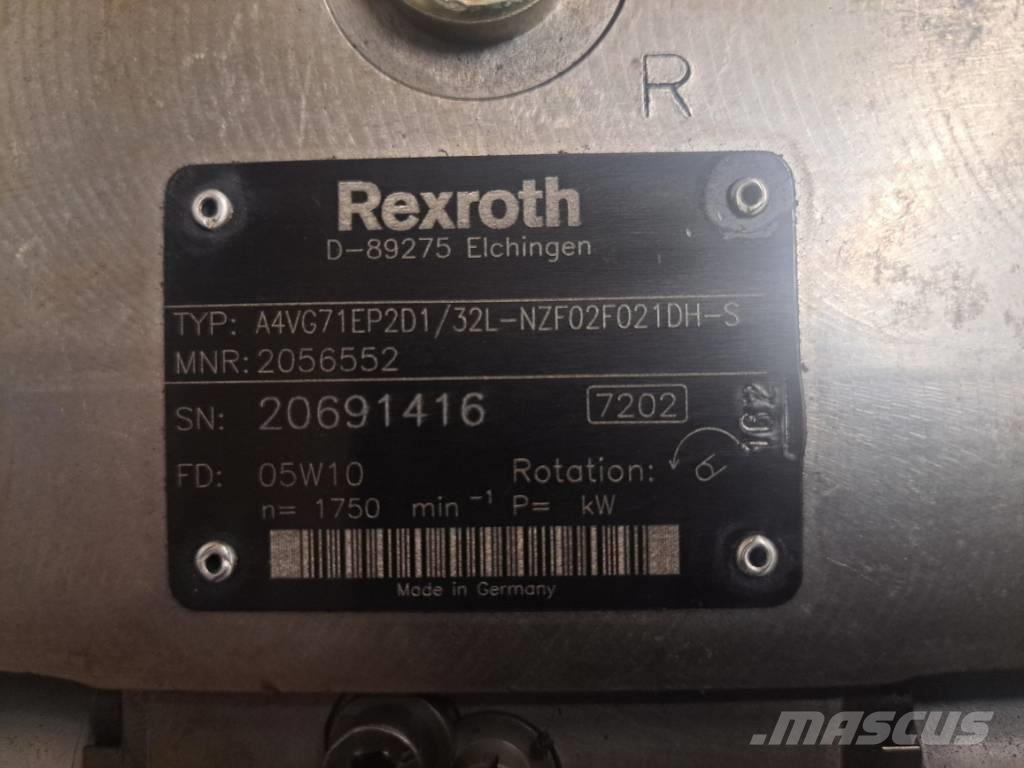 R
Rexroth
D-89275 Elchingen
TYP: A4VG71EP2D1/32L-NZF02F021DH-S
MNR: 2056552
SN: 20691416 7202
162
FD: 05W10 Rotation:
n= 1750 min⁻¹ P= kW
Made in Germany
MASCUS